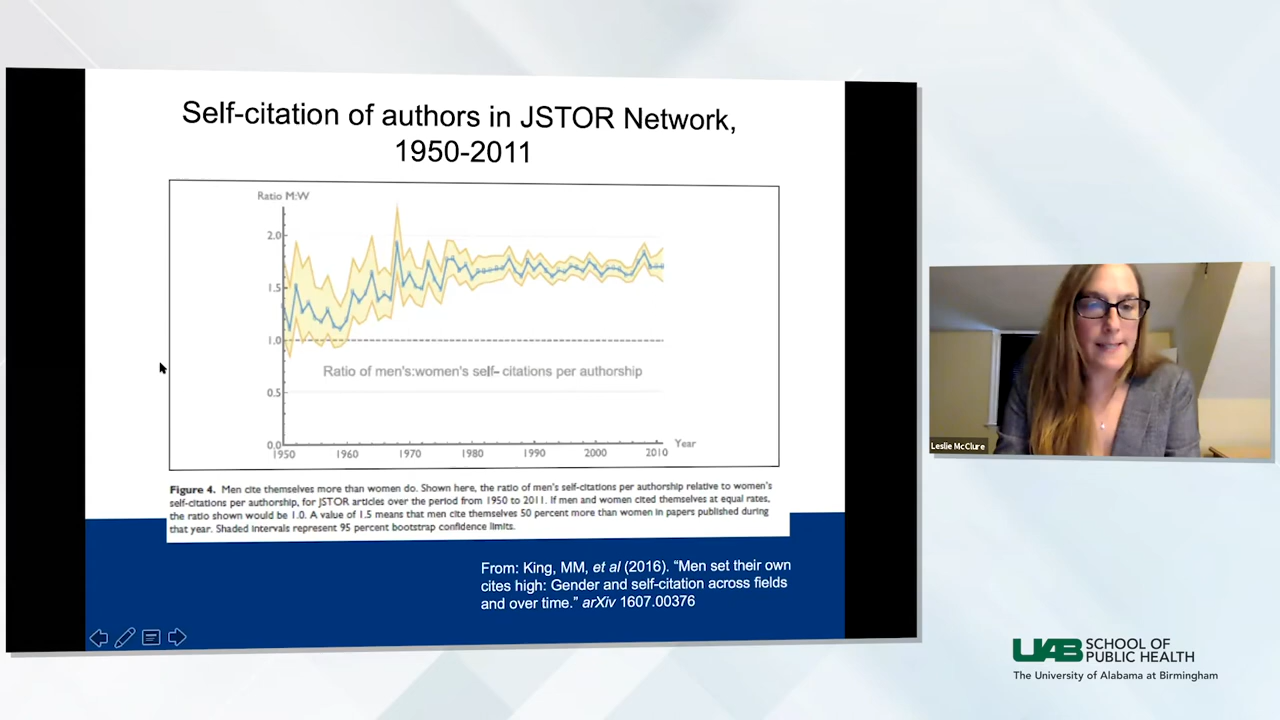 Self-citation of authors in JSTOR Network,
1950-2011
Ratio M:W
2.0
1.5
1.0
Ratio of men's:women's self- citations per authorship
0.5
0.0
Year
1950 1960 1970 1980 1990 2000 2010
Figure 4. Men cite themselves more than women do. Shown here, the ratio of men's self-citations per authorship relative to women's
self-citations per authorship, for JSTOR articles over the period from 1950 to 2011. If men and women cited themselves at equal rates,
the ratio shown would be 1.0. A value of 1.5 means that men cite themselves 50 percent more than women in papers published during
that year. Shaded intervals represent 95 percent bootstrap confidence limits.
From: King, MM, et al (2016). “Men set their own
cites high: Gender and self-citation across fields
and over time.” arXiv 1607.00376
Leslie McClure
UAB SCHOOL OF
PUBLIC HEALTH
The University of Alabama at Birmingham